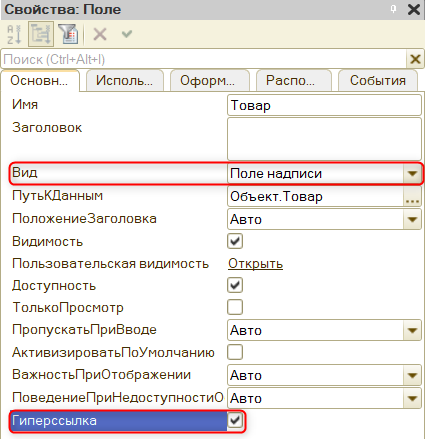 Свойства: Поле
Поиск (Ctrl+Alt+I)
Основн... Исполь... Оформ... Распо... События
Имя Товар
Заголовок
Вид Поле надписи
ПутьКДанным Объект.Товар ...
ПоложениеЗаголовка Авто
Видимость
Пользовательская видимость Открыть
Доступность
ТолькоПросмотр
ПропускатьПриВводе Авто
АктивизироватьПоУмолчанию
ВажностьПриОтображении Авто
ПоведениеПриНедоступностиО Авто
Гиперссылка